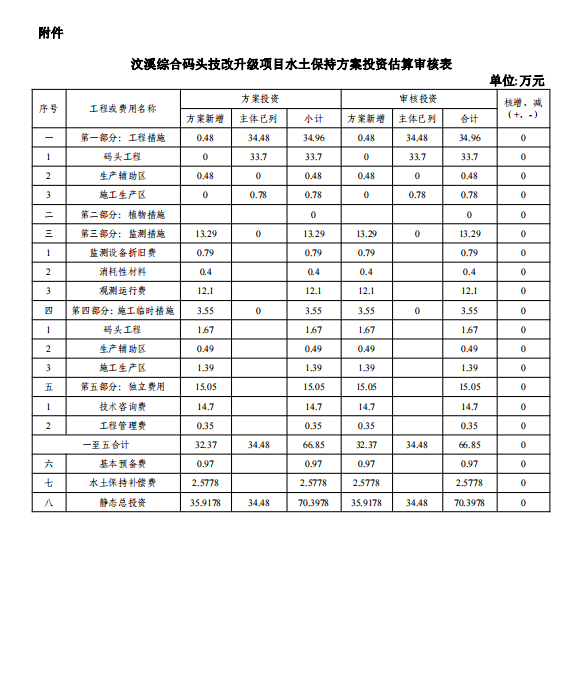 附件
汶溪综合码头技改升级项目水土保持方案投资估算审核表
单位:万元
序号 工程或费用名称 方案投资 审核投资 核增、减（+、-）
方案新增 主体已列 小计 方案新增 主体已列 合计
一 第一部分：工程措施 0.48 34.48 34.96 0.48 34.48 34.96 0
1 码头工程 0 33.7 33.7 0 33.7 33.7 0
2 生产辅助区 0.48 0 0.48 0.48 0 0.48 0
3 施工生产区 0 0.78 0.78 0 0.78 0.78 0
二 第二部分：植物措施 0 0 0
三 第三部分：监测措施 13.29 0 13.29 13.29 0 13.29 0
1 监测设备折旧费 0.79 0.79 0.79 0.79 0
2 消耗性材料 0.4 0.4 0.4 0.4 0
3 观测运行费 12.1 12.1 12.1 12.1 0
四 第四部分：施工临时措施 3.55 0 3.55 3.55 0 3.55 0
1 码头工程 1.67 1.67 1.67 1.67 0
2 生产辅助区 0.49 0.49 0.49 0.49 0
3 施工生产区 1.39 1.39 1.39 1.39 0
五 第五部分：独立费用 15.05 15.05 15.05 15.05 0
1 技术咨询费 14.7 14.7 14.7 14.7 0
2 工程管理费 0.35 0.35 0.35 0.35 0
一至五合计 32.37 34.48 66.85 32.37 34.48 66.85 0
六 基本预备费 0.97 0.97 0.97 0.97 0
七 水土保持补偿费 2.5778 2.5778 2.5778 2.5778 0
八 静态总投资 35.9178 34.48 70.3978 35.9178 34.48 70.3978 0